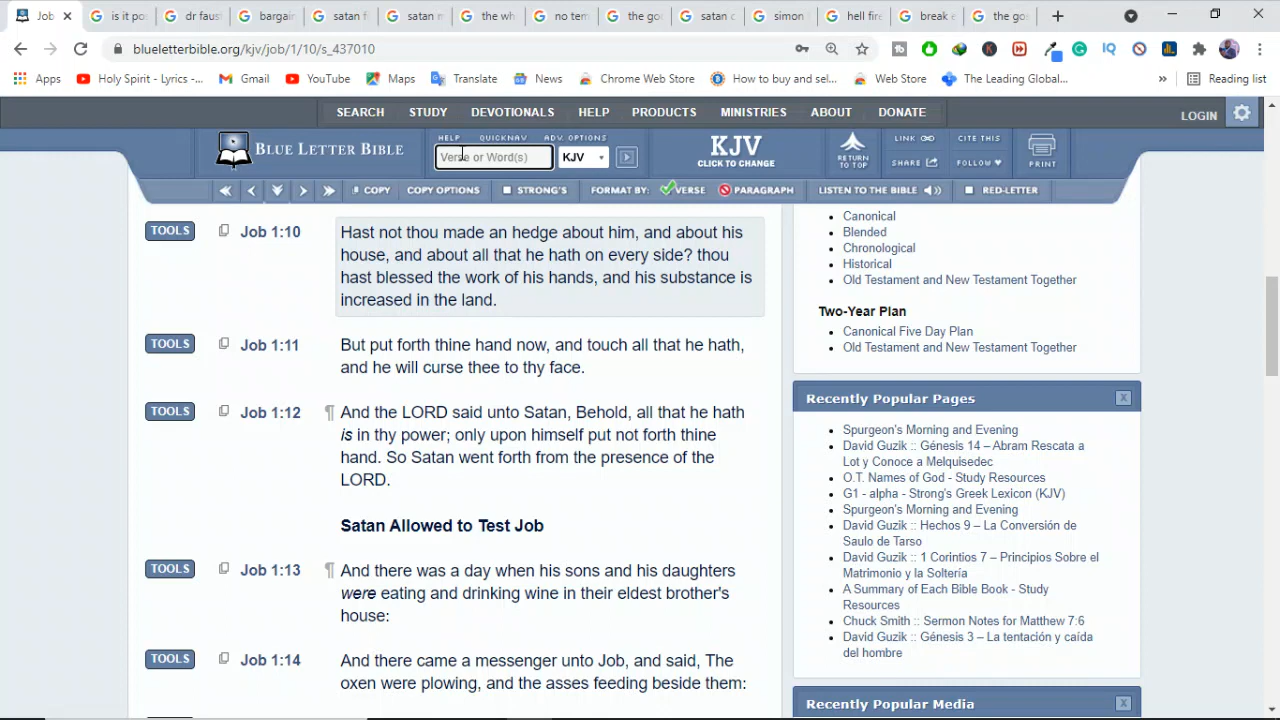 Job
is it po
dr faus
bargain
satan f
satan n
the wh
no tem
the go
satan c
simon
hell fire
break e
the gos
blueletterbible.org/kjv/job/1/10/s_437010
Apps
Holy Spirit - Lyrics -...
Gmail
YouTube
Maps
Translate
News
Chrome Web Store
How to buy and sel...
Web Store
The Leading Global...
»
Reading list
SEARCH
STUDY
DEVOTIONALS
HELP
PRODUCTS
MINISTRIES
ABOUT
DONATE
LOGIN
BLUE LETTER BIBLE
HELP
QUICKNAV
ADV. OPTIONS
Verse or Word(s)
KJV
KJV
CLICK TO CHANGE
RETURN
TO TOP
LINK
CITE THIS
SHARE
FOLLOW
PRINT
COPY
COPY OPTIONS
STRONG'S
FORMAT BY:
VERSE
PARAGRAPH
LISTEN TO THE BIBLE
RED-LETTER
TOOLS
Job 1:10
Hast not thou made an hedge about him, and about his
house, and about all that he hath on every side? thou
hast blessed the work of his hands, and his substance is
increased in the land.
TOOLS
Job 1:11
But put forth thine hand now, and touch all that he hath,
and he will curse thee to thy face.
TOOLS
Job 1:12
¶ And the LORD said unto Satan, Behold, all that he hath
is in thy power; only upon himself put not forth thine
hand. So Satan went forth from the presence of the
LORD.
Satan Allowed to Test Job
TOOLS
Job 1:13
¶ And there was a day when his sons and his daughters
were eating and drinking wine in their eldest brother's
house:
TOOLS
Job 1:14
And there came a messenger unto Job, and said, The
oxen were plowing, and the asses feeding beside them:
Canonical
Blended
Chronological
Historical
Old Testament and New Testament Together
Two-Year Plan
Canonical Five Day Plan
Old Testament and New Testament Together
Recently Popular Pages
X
Spurgeon's Morning and Evening
David Guzik :: Génesis 14 – Abram Rescata a
Lot y Conoce a Melquisedec
O.T. Names of God - Study Resources
G1 - alpha - Strong's Greek Lexicon (KJV)
Spurgeon's Morning and Evening
David Guzik :: Hechos 9 – La Conversión de
Saulo de Tarso
David Guzik :: 1 Corintios 7 – Principios Sobre el
Matrimonio y la Soltería
A Summary of Each Bible Book - Study
Resources
Chuck Smith :: Sermon Notes for Matthew 7:6
David Guzik :: Génesis 3 – La tentación y caída
del hombre
Recently Popular Media
X